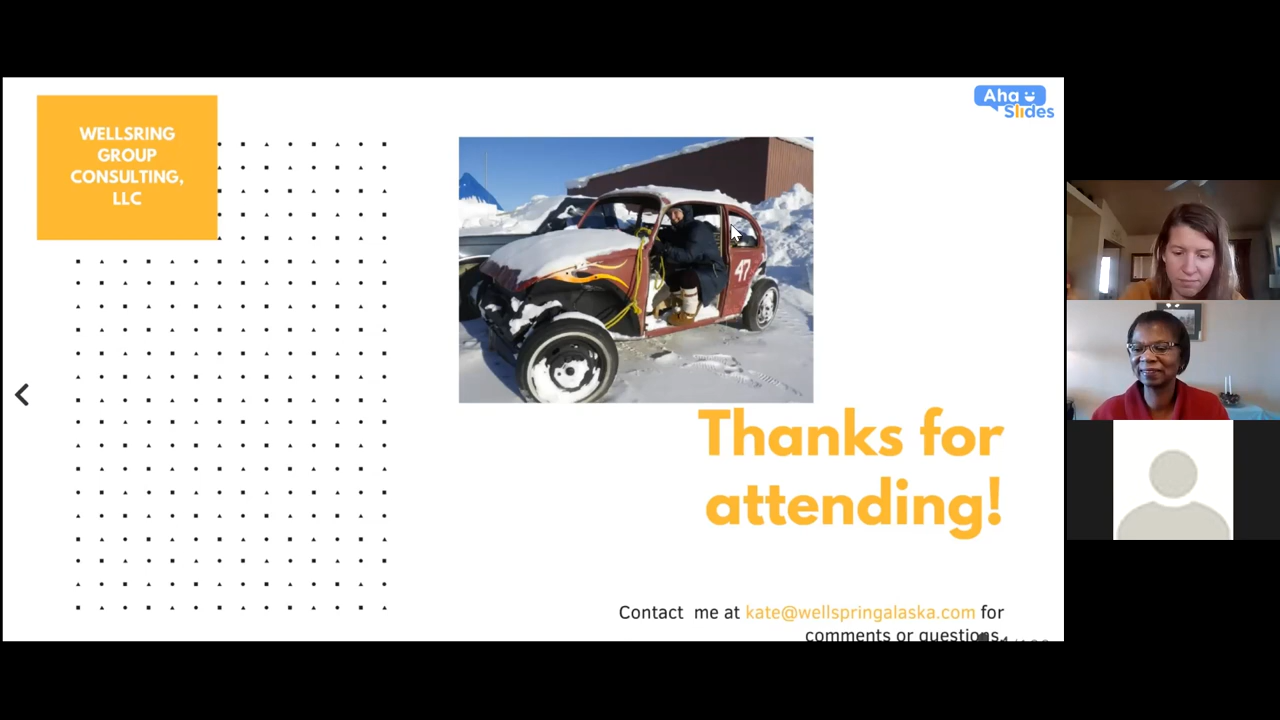 WELLSRING
GROUP
CONSULTING,
LLC
Aha
Slides
47
Thanks for
attending!
Contact me at kate@wellspringalaska.com for
comments or questions.